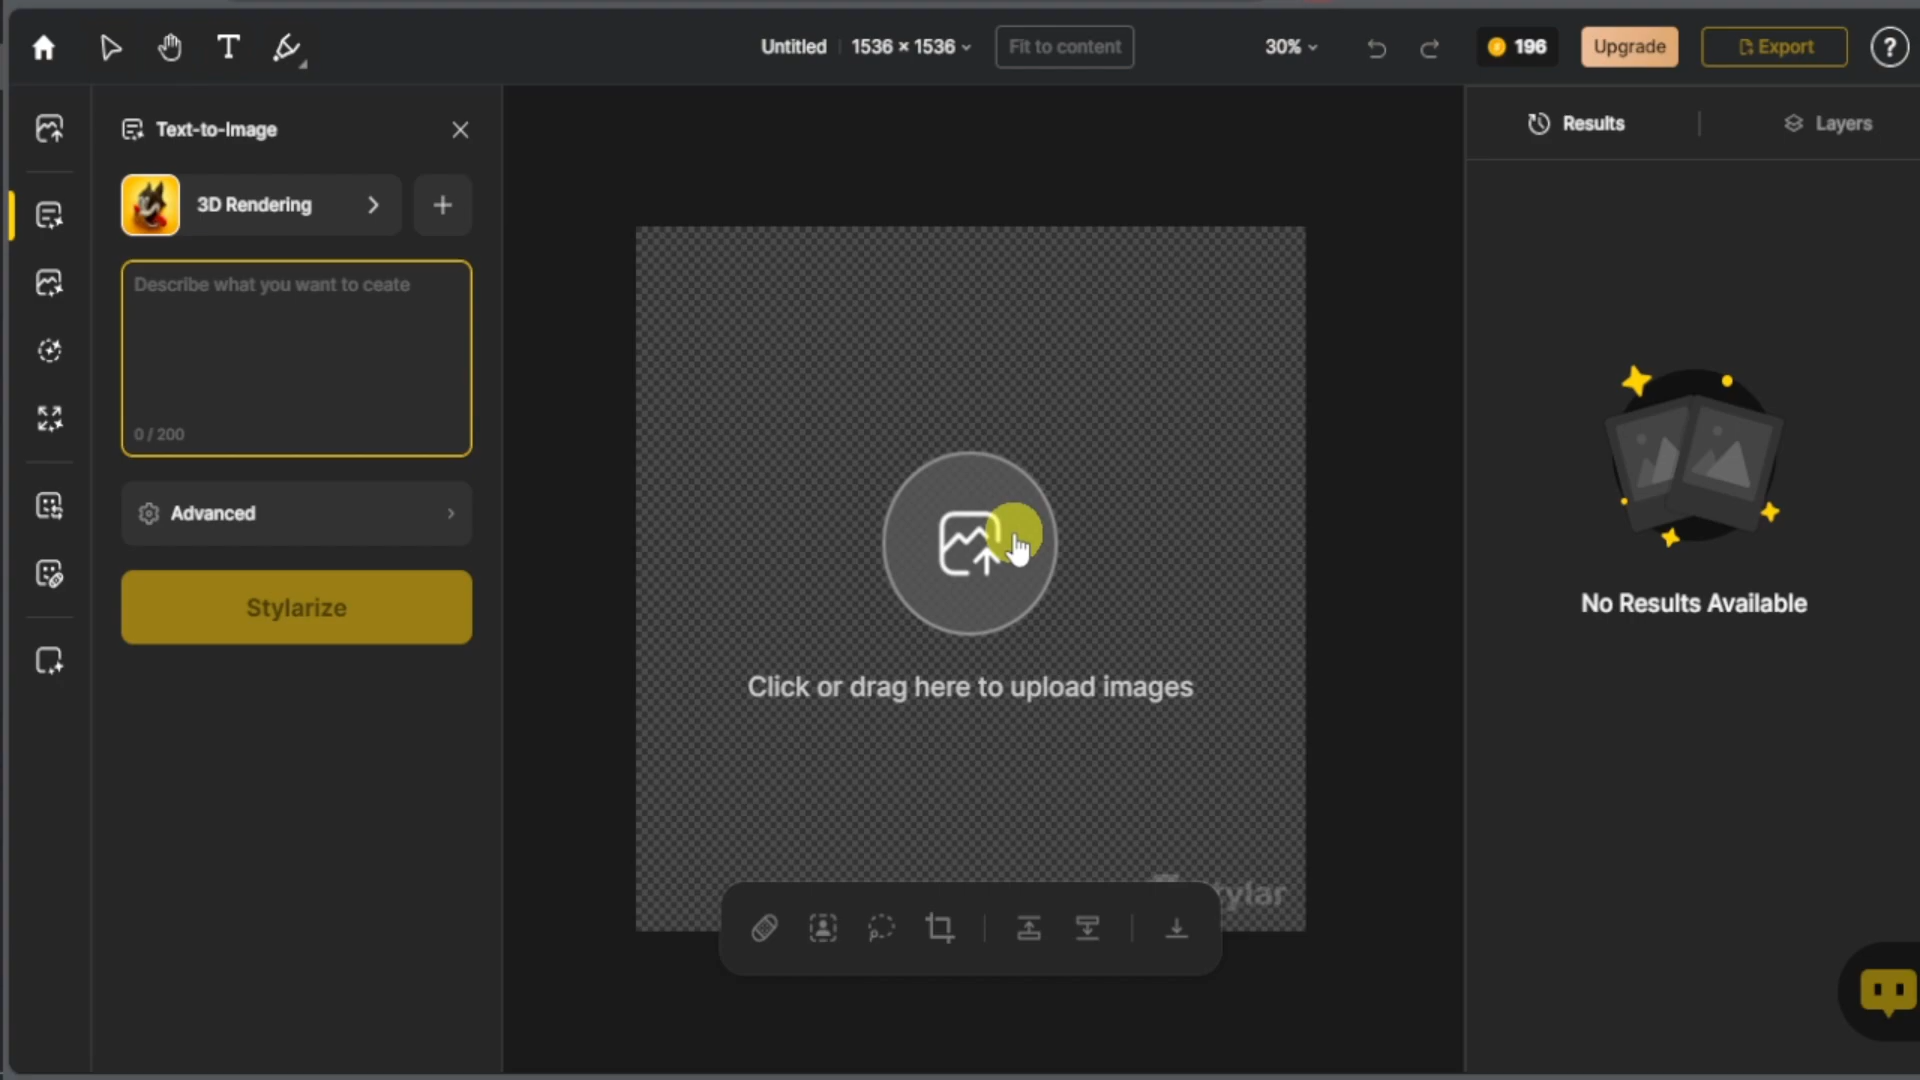 Untitled
1536 × 1536
Fit to content
30%
196
Upgrade
Export
?
Text-to-Image
Results
Layers
3D Rendering
Describe what you want to ceate
0 / 200
Advanced
Stylarize
Click or drag here to upload images
No Results Available